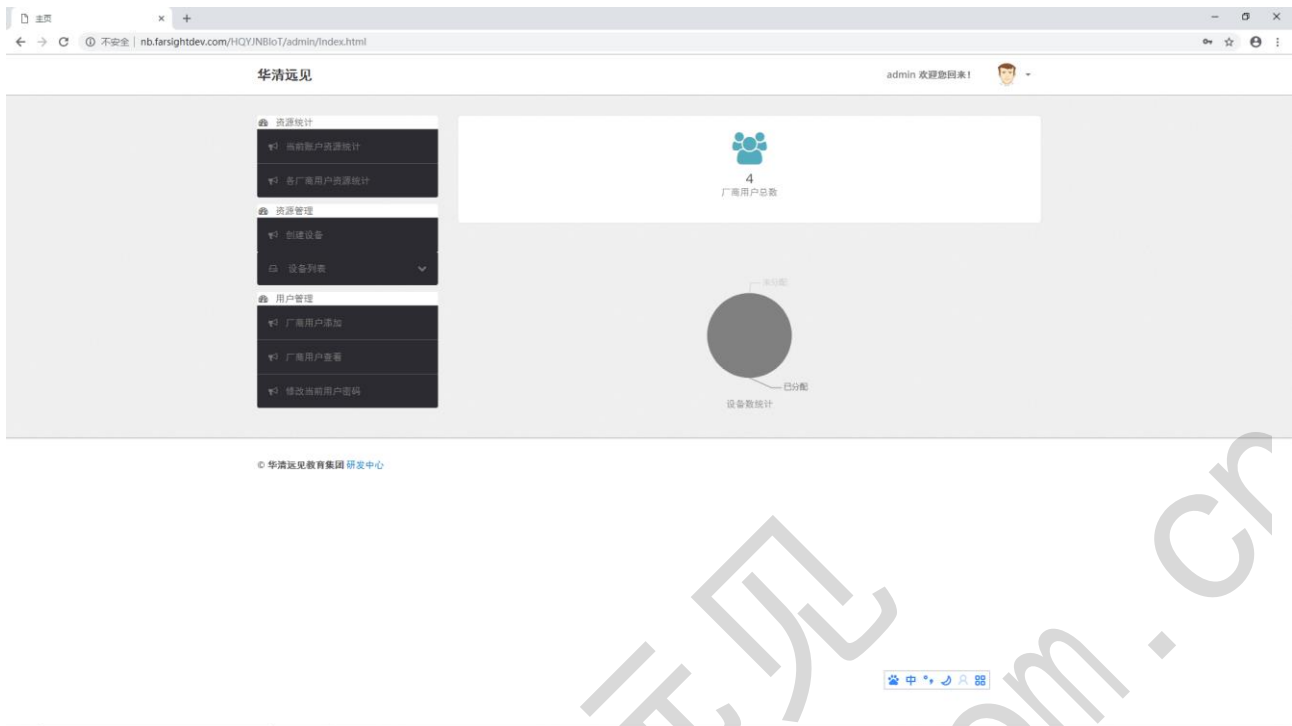 主页
不安全 | nb.farsightdev.com/HQYJNBIoT/admin/Index.html
华清远见
admin 欢迎您回来!
资源统计
当前账户资源统计
各厂商用户资源统计
资源管理
创建设备
设备列表
用户管理
厂商用户添加
厂商用户查看
修改当前用户密码
4
厂商用户总数
未分配
已分配
设备数统计
© 华清远见教育集团 研发中心
中
远见
om.cn